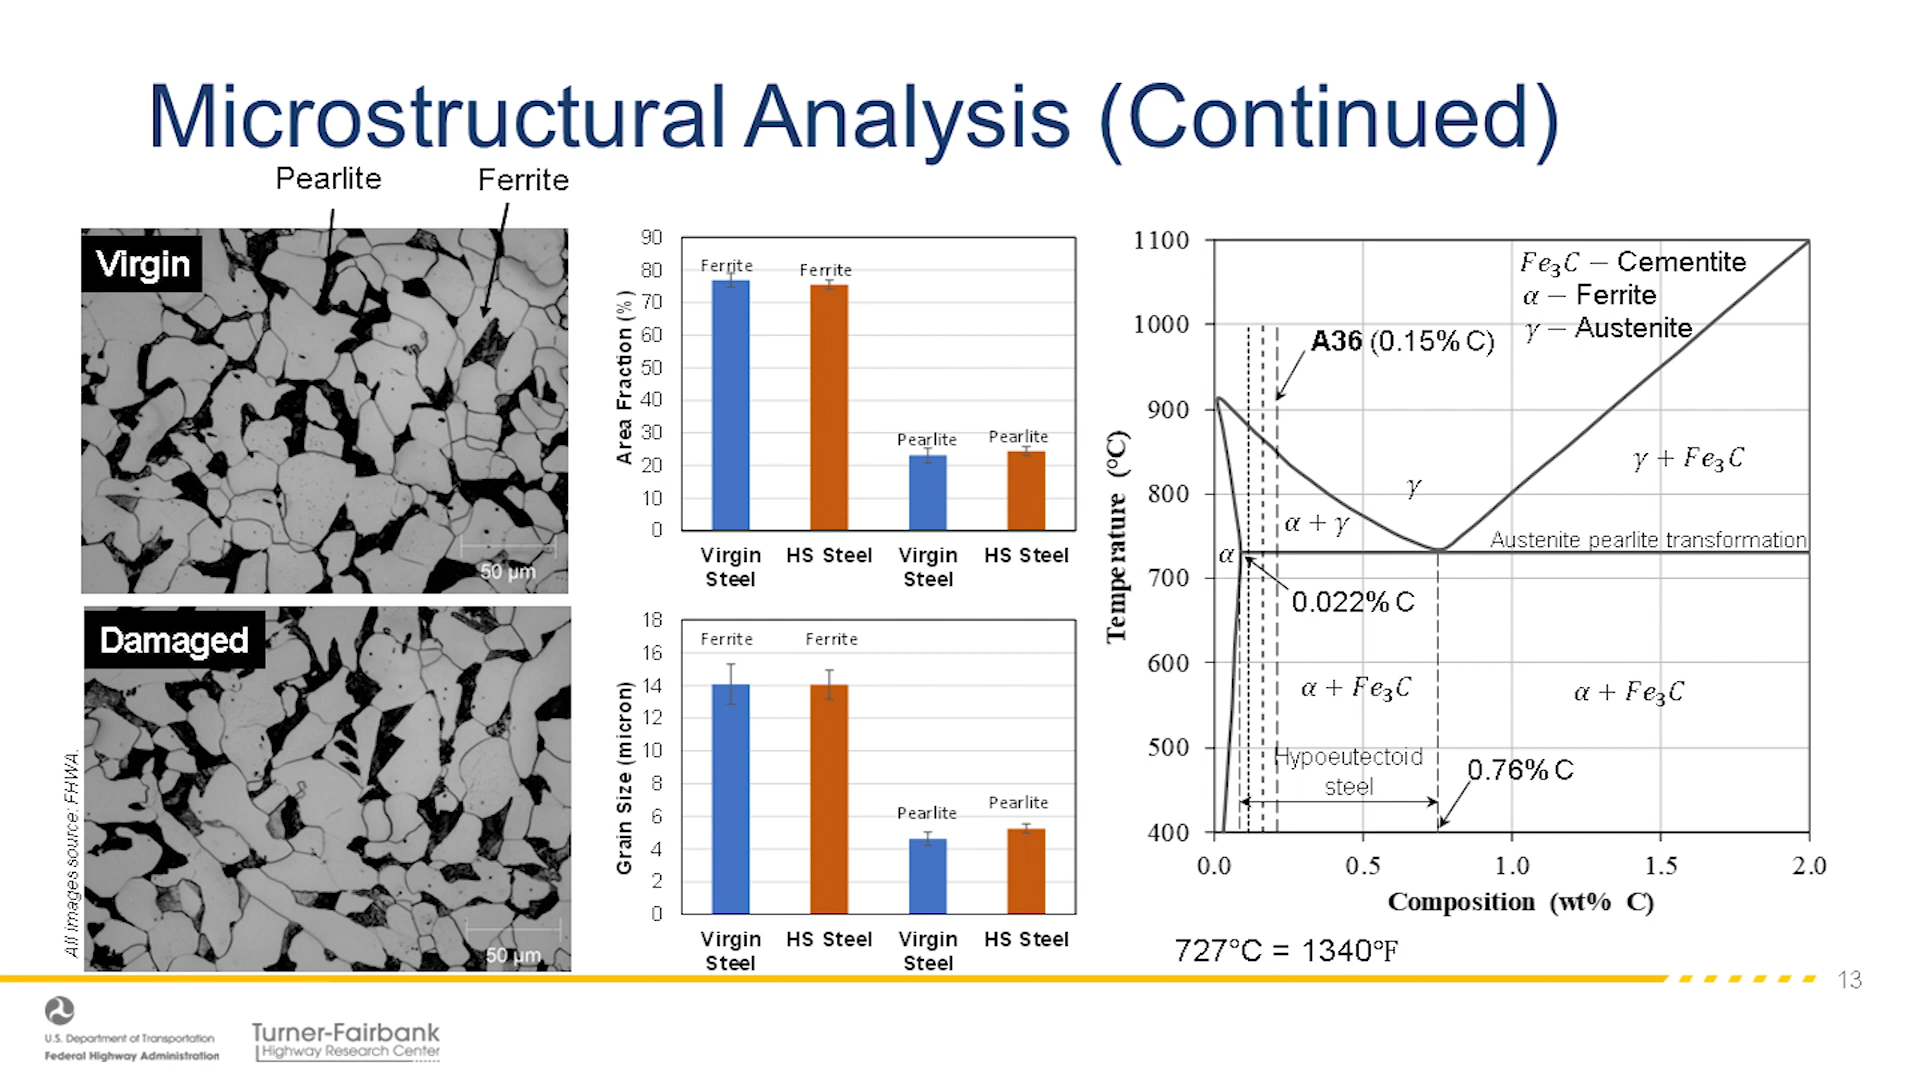 Microstructural Analysis (Continued)
Pearlite
Ferrite
Virgin
50 µm
Damaged
50 µm
All images source: FHWA.
90
80
70
60
50
40
30
20
10
0
Area Fraction (%)
Ferrite
Ferrite
Pearlite
Pearlite
Virgin Steel
HS Steel
Virgin Steel
HS Steel
18
16
14
12
10
8
6
4
2
0
Grain Size (micron)
Ferrite
Ferrite
Pearlite
Pearlite
Virgin Steel
HS Steel
Virgin Steel
HS Steel
1100
1000
900
800
700
600
500
400
Temperature (°C)
Fe₃C – Cementite
α – Ferrite
γ – Austenite
A36 (0.15% C)
γ + Fe₃C
γ
α + γ
Austenite pearlite transformation
α
0.022% C
α + Fe₃C
α + Fe₃C
Hypoeutectoid
steel
0.76% C
0.0
0.5
1.0
1.5
2.0
Composition (wt% C)
727°C = 1340°F
13
U.S. Department of Transportation
Federal Highway Administration
Turner-Fairbank
Highway Research Center